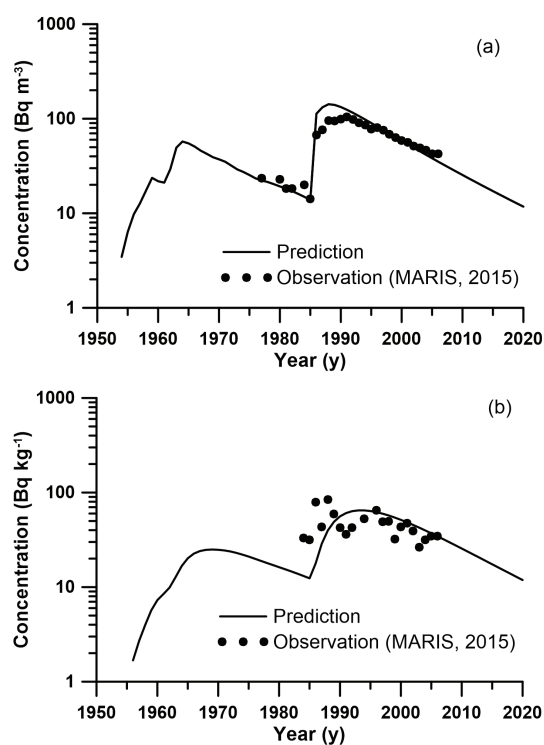 (a)
Concentration (Bq m-3)
1000
100
10
1
Prediction
Observation (MARIS, 2015)
1950 1960 1970 1980 1990 2000 2010 2020
Year (y)
(b)
Concentration (Bq kg-1)
1000
100
10
1
Prediction
Observation (MARIS, 2015)
1950 1960 1970 1980 1990 2000 2010 2020
Year (y)